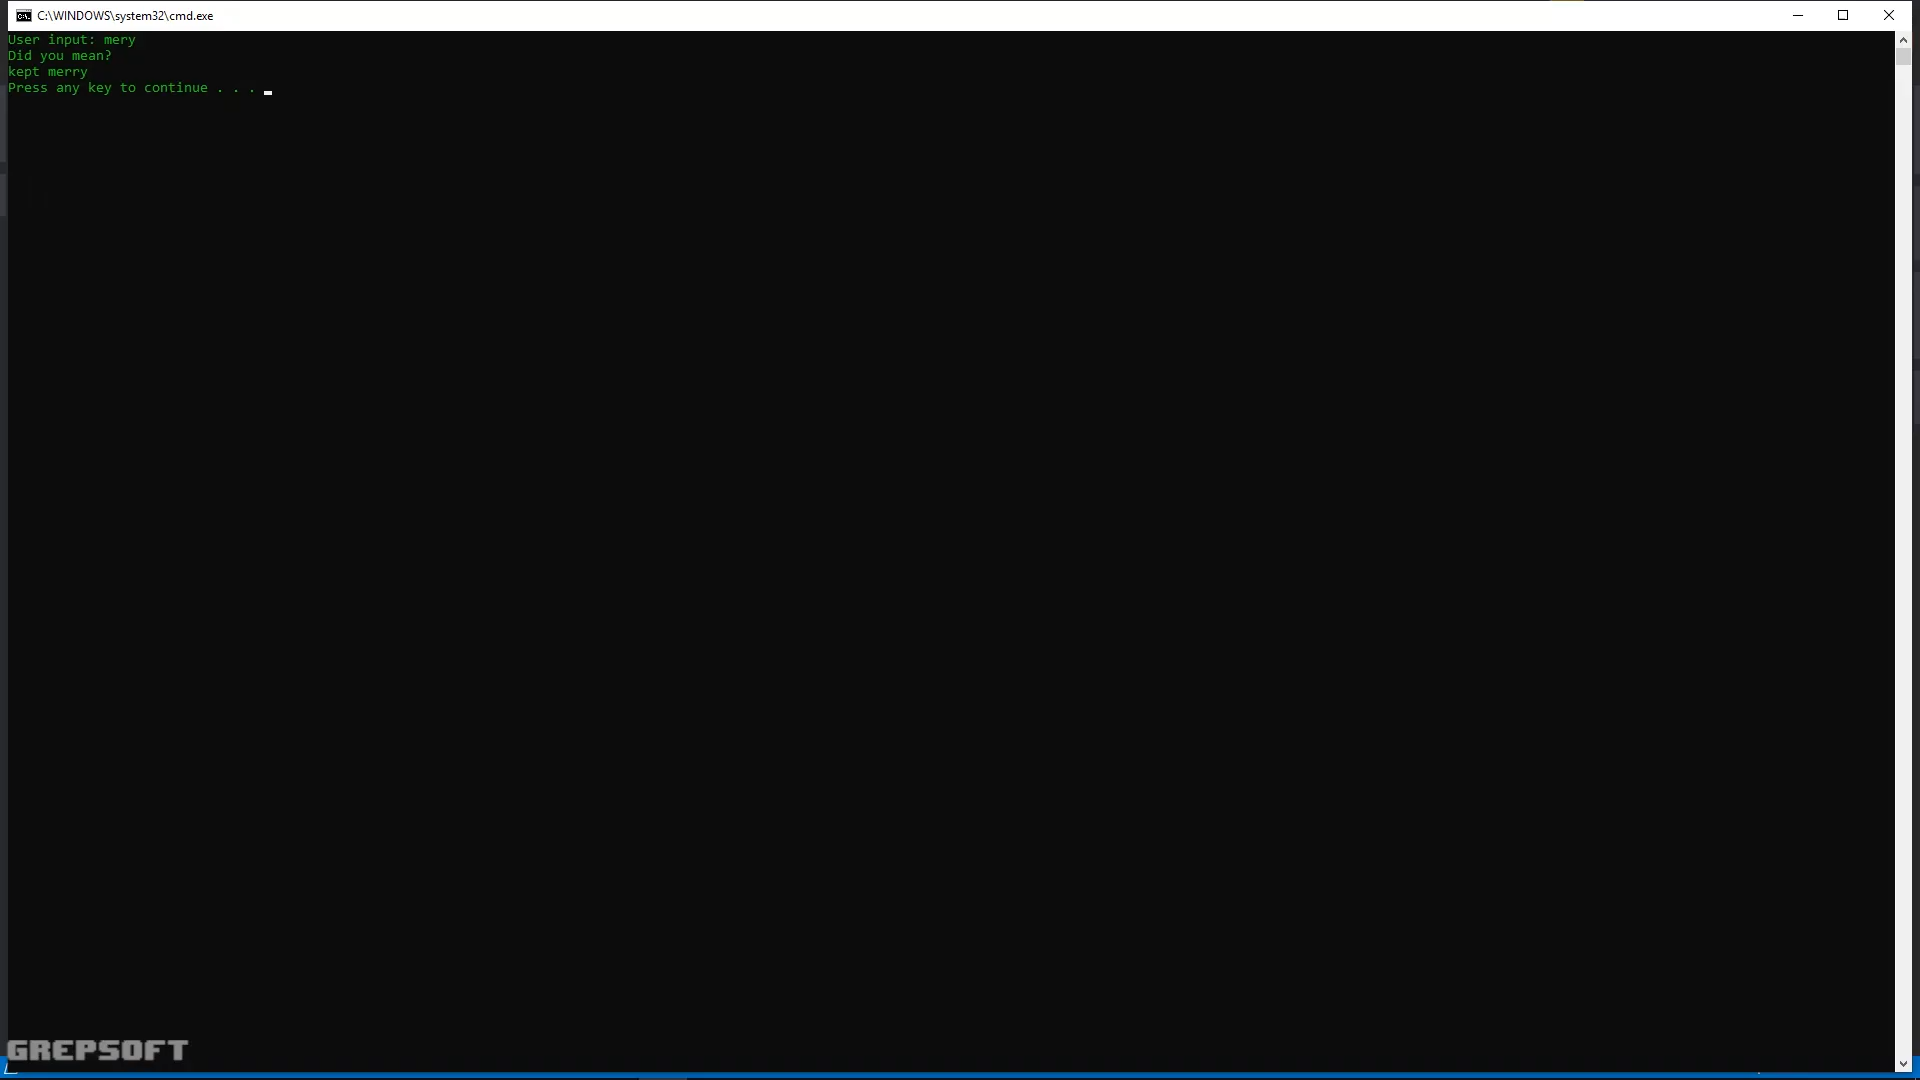 C:\WINDOWS\system32\cmd.exe
User input: mery
Did you mean?
kept merry
Press any key to continue . . .
GREPSOFT